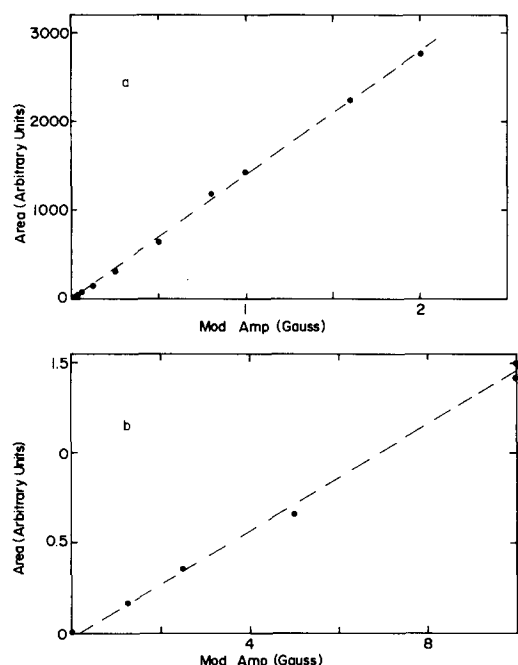 3000
2000
1000
0
a
Area (Arbitrary Units)
1
2
Mod Amp (Gauss)
1.5
0
0.5
0
b
Area (Arbitrary Units)
4
8
Mod Amp (Gauss)